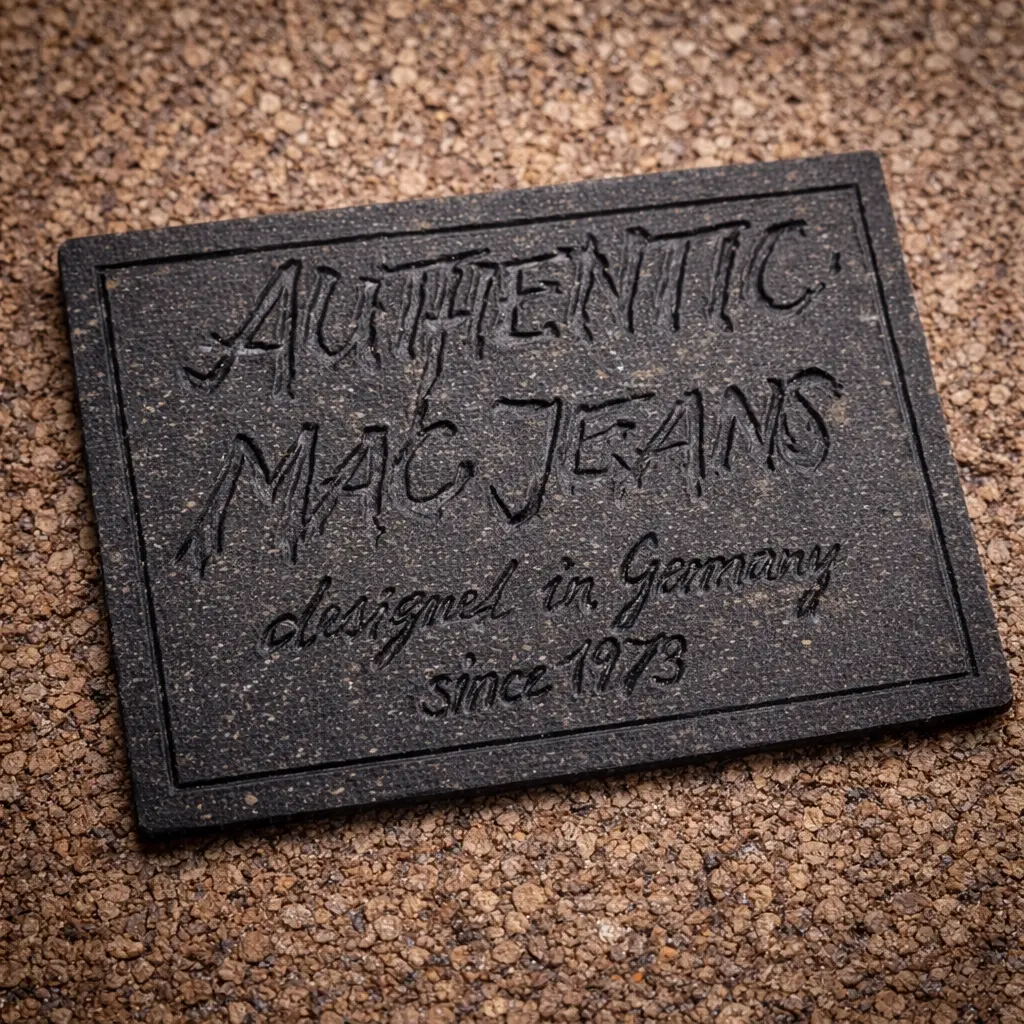 AUTHENTIC
MAC JEANS
designed in Germany
since 1973